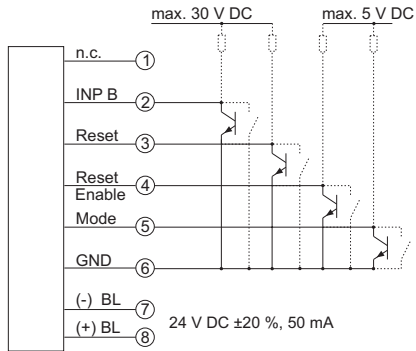 max. 30 V DC
max. 5 V DC
n.c. 1
INP B 2
Reset 3
Reset
Enable 4
Mode 5
GND 6
(-) BL 7
(+) BL 8
24 V DC ±20 %, 50 mA